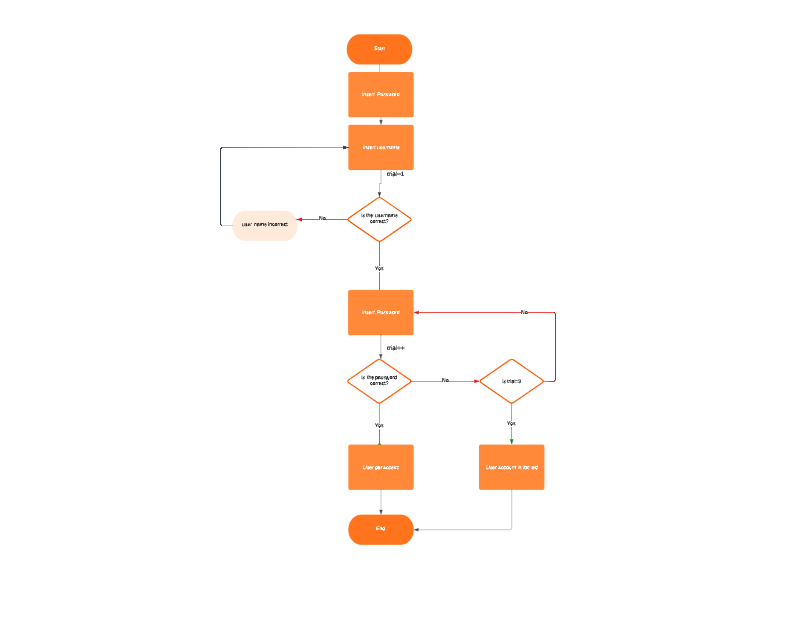 Start
Insert Password
Insert username
trial=1
Is the username
correct?
No
User name incorrect
Yes
Insert Password
No
trial++
Is the password
correct?
No
Is trial=3
Yes
Yes
User get access
User account is locked
End